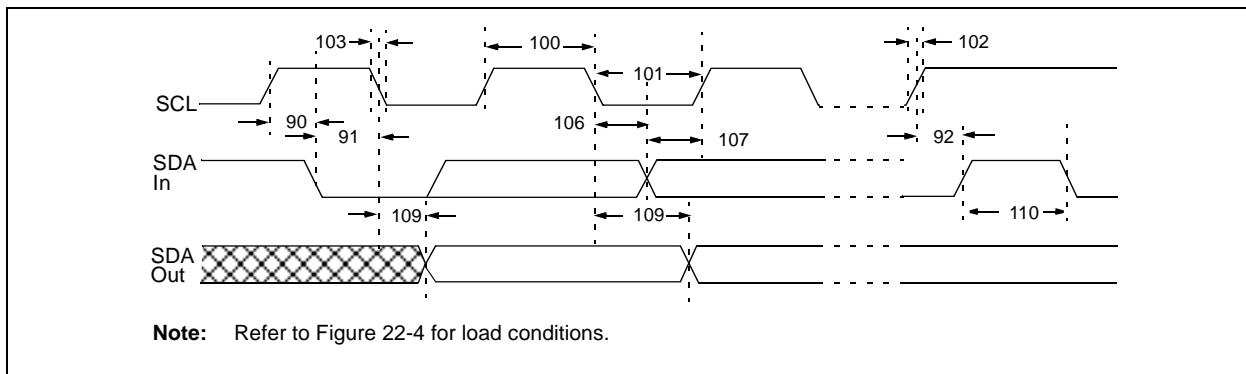 103
100
102
101
SCL
90
91
106
107
92
SDA
In
109
109
110
SDA
Out
Note: Refer to Figure 22-4 for load conditions.